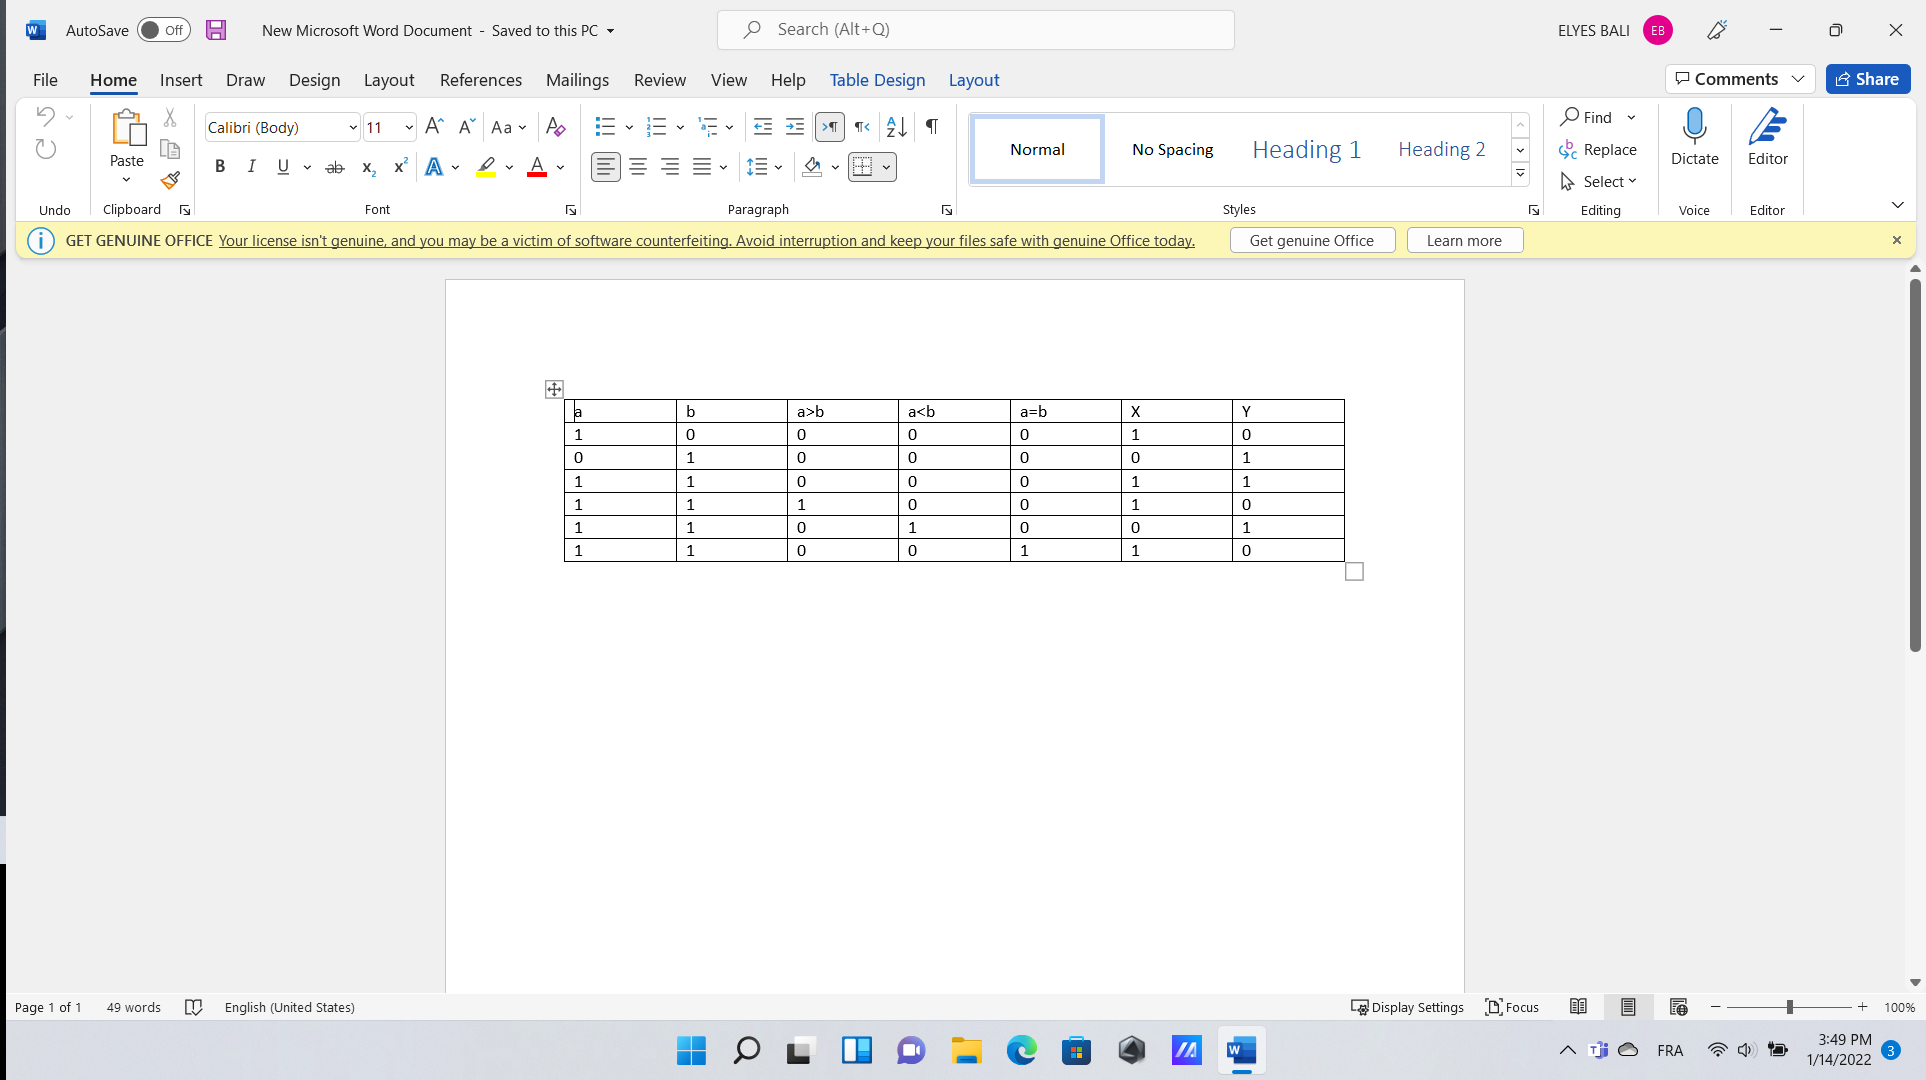 AutoSave Off New Microsoft Word Document - Saved to this PC Search (Alt+Q) ELYES BALI EB
File Home Insert Draw Design Layout References Mailings Review View Help Table Design Layout Comments Share
Paste
Calibri (Body) 11 Aa
Normal No Spacing Heading 1 Heading 2
Find
Replace
Select
Dictate
Editor
Undo Clipboard Font Paragraph Styles Editing Voice Editor
GET GENUINE OFFICE Your license isn't genuine, and you may be a victim of software counterfeiting. Avoid interruption and keep your files safe with genuine Office today. Get genuine Office Learn more
a b a>b a<b a=b X Y
1 0 0 0 0 1 0
0 1 0 0 0 0 1
1 1 0 0 0 1 1
1 1 1 0 0 1 0
1 1 0 1 0 0 1
1 1 0 0 1 1 0
Page 1 of 1 49 words English (United States) Display Settings Focus 100%
FRA 3:49 PM
1/14/2022 3